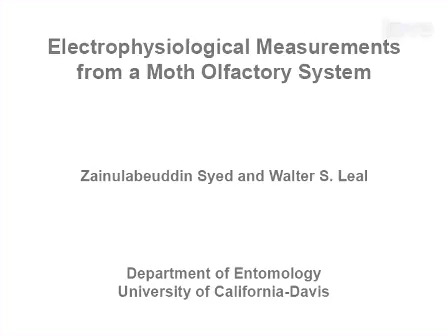 Electrophysiological Measurements
from a Moth Olfactory System
Zainulabeuddin Syed and Walter S. Leal
Department of Entomology
University of California-Davis